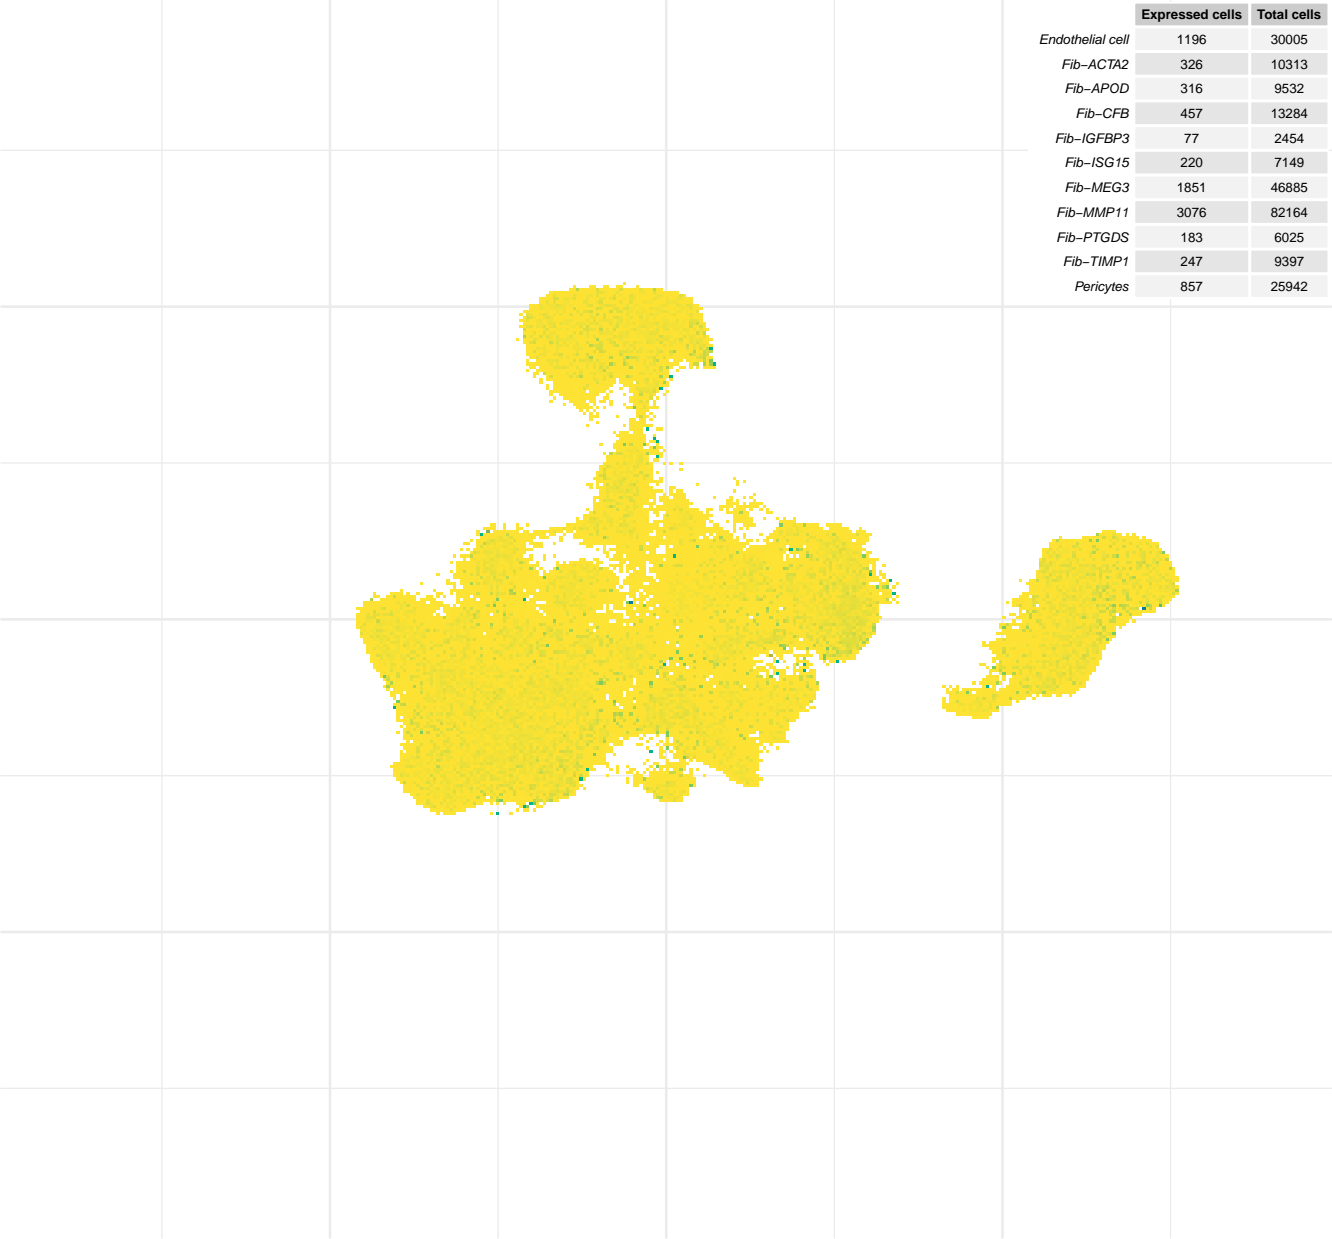 Expressed cells Total cells
Endothelial cell 1196 30005
Fib−ACTA2 326 10313
Fib−APOD 316 9532
Fib−CFB 457 13284
Fib−IGFBP3 77 2454
Fib−ISG15 220 7149
Fib−MEG3 1851 46885
Fib−MMP11 3076 82164
Fib−PTGDS 183 6025
Fib−TIMP1 247 9397
Pericytes 857 25942